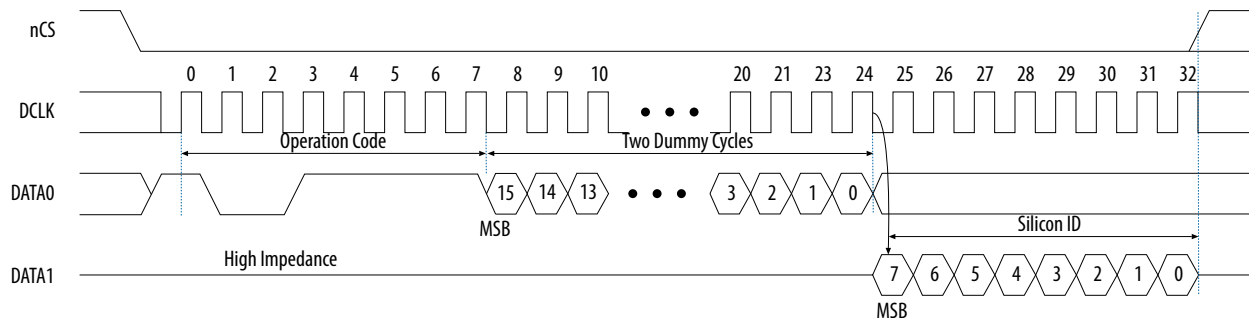 nCS
0 1 2 3 4 5 6 7 8 9 10 20 21 23 24 25 26 27 28 29 30 31 32
DCLK
Operation Code Two Dummy Cycles
DATA0 15 14 13 3 2 1 0
MSB Silicon ID
High Impedance
DATA1 7 6 5 4 3 2 1 0
MSB